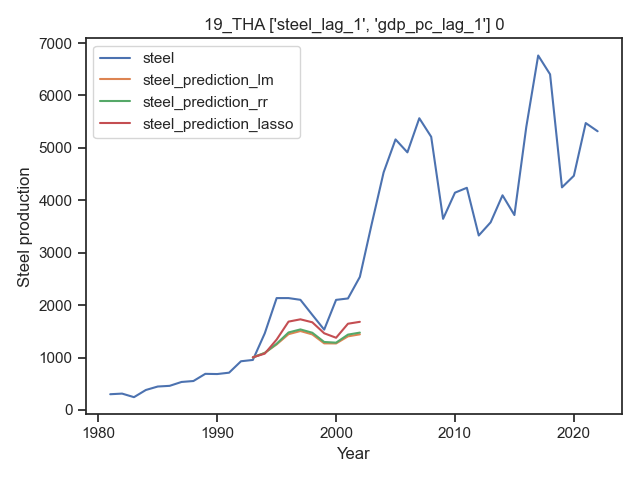 19_THA ['steel_lag_1', 'gdp_pc_lag_1'] 0
steel
steel_prediction_lm
steel_prediction_rr
steel_prediction_lasso
Steel production
7000
6000
5000
4000
3000
2000
1000
0
1980 1990 2000 2010 2020
Year